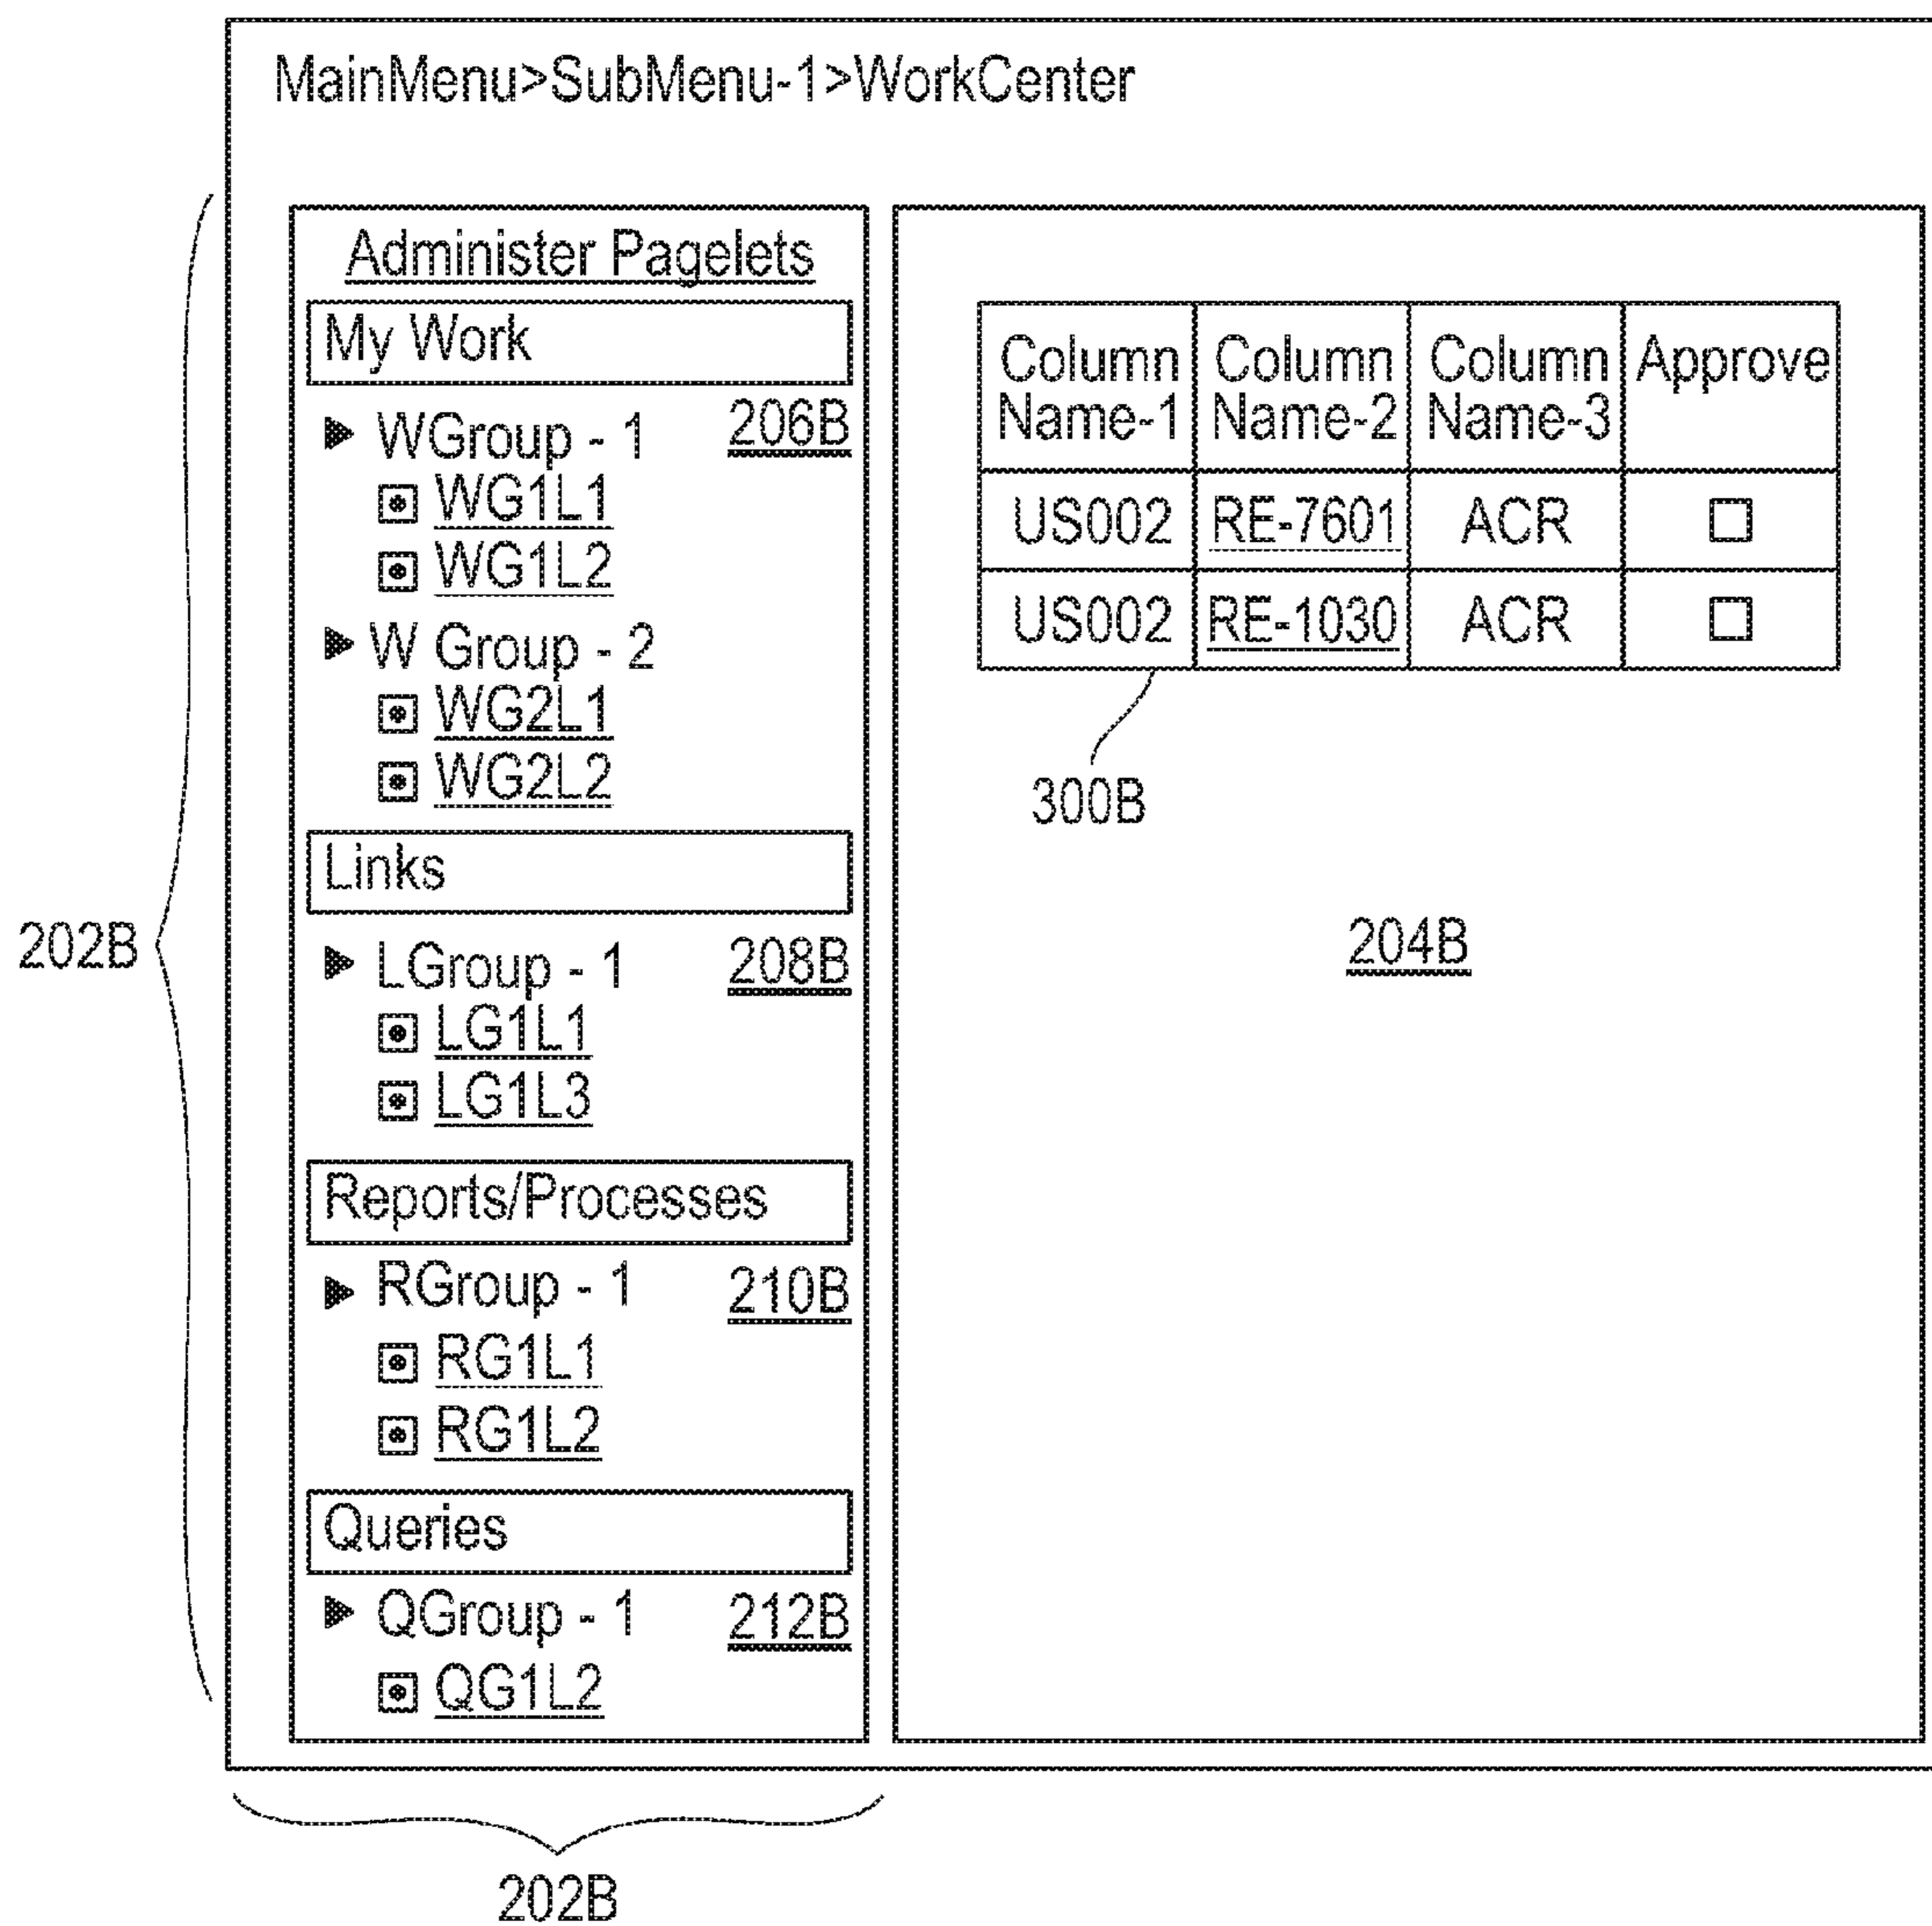 MainMenu>SubMenu-1>WorkCenter
Administer Pagelets
My Work
WGroup - 1 206B
WG1L1
WG1L2
W Group - 2
WG2L1
WG2L2
Links
LGroup - 1 208B
LG1L1
LG1L3
Reports/Processes
RGroup - 1 210B
RG1L1
RG1L2
Queries
QGroup - 1 212B
QG1L2
202B
202B
Column Name-1 Column Name-2 Column Name-3 Approve
US002 RE-7601 ACR
US002 RE-1030 ACR
300B
204B